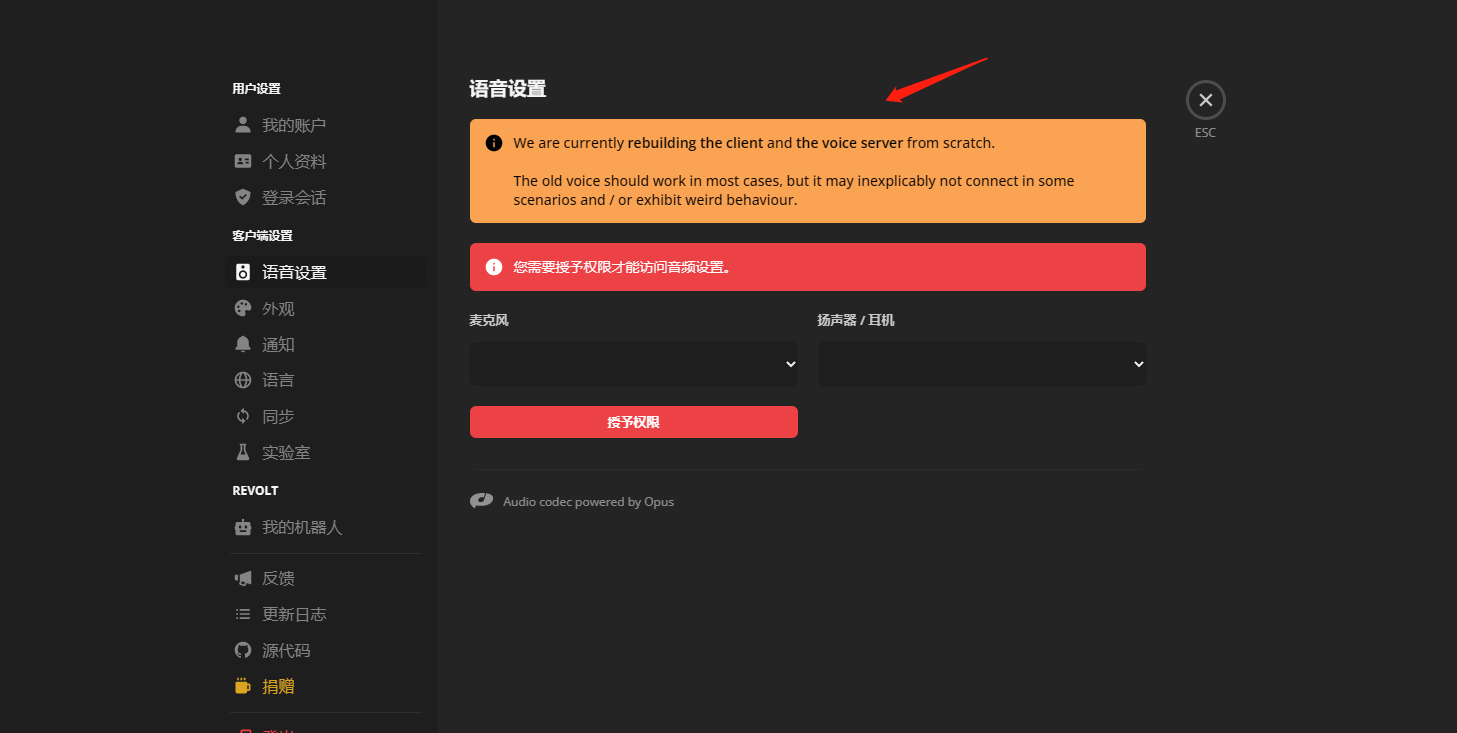 用户设置
我的账户
个人资料
登录会话
客户端设置
语音设置
外观
通知
语言
同步
实验室
REVOLT
我的机器人
反馈
更新日志
源代码
捐赠
语音设置
We are currently rebuilding the client and the voice server from scratch.
The old voice should work in most cases, but it may inexplicably not connect in some
scenarios and / or exhibit weird behaviour.
您需要授予权限才能访问音频设置。
麦克风
扬声器 / 耳机
授予权限
Audio codec powered by Opus
ESC